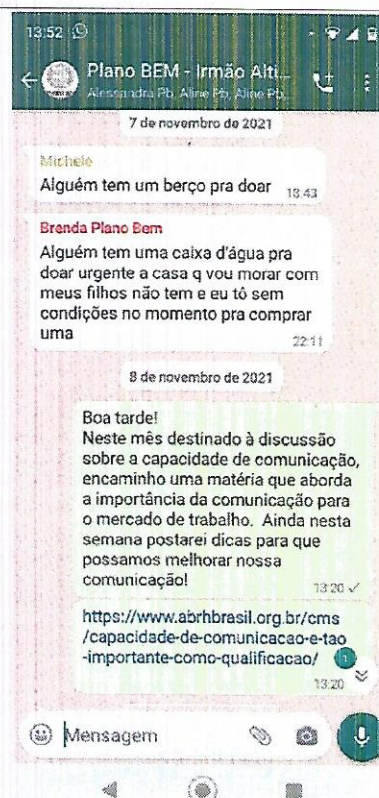 13:52
Plano BEM - Irmão Alti...
Alessandra Pb, Aline Pb, Aline Pb,
7 de novembro de 2021
Michele
Alguém tem um berço pra doar
18:43
Brenda Plano Bem
Alguém tem uma caixa d'água pra
doar urgente a casa q vou morar com
meus filhos não tem e eu tô sem
condições no momento pra comprar
uma
22:11
8 de novembro de 2021
Boa tarde!
Neste mês destinado à discussão
sobre a capacidade de comunicação,
encaminho uma matéria que aborda
a importância da comunicação para
o mercado de trabalho. Ainda nesta
semana postarei dicas para que
possamos melhorar nossa
comunicação!
13:20
https://www.abrhbrasil.org.br/cms
/capacidade-de-comunicacao-e-tao
-importante-como-qualificacao/
1
13:20
Mensagem